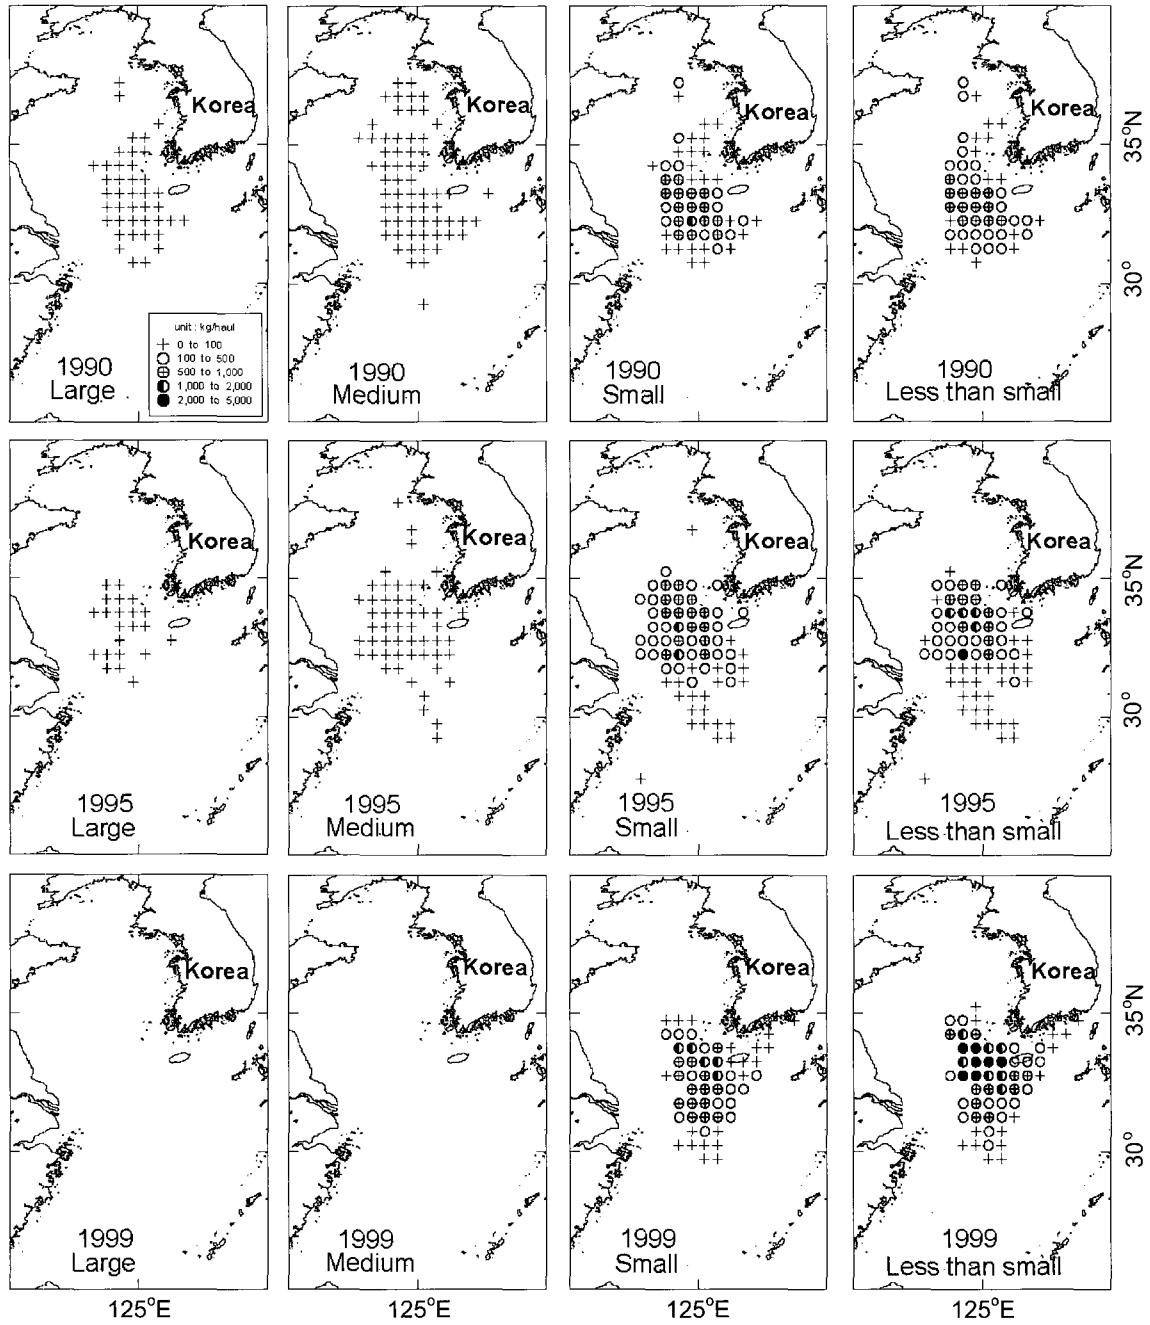 Korea
1990
Large
unit : kg/haul
0 to 100
100 to 500
500 to 1,000
1,000 to 2,000
2,000 to 5,000
Korea
1990
Medium
Korea
1990
Small
Korea
1990
Less than small
35°N
30°
Korea
1995
Large
Korea
1995
Medium
Korea
1995
Small
Korea
1995
Less than small
35°N
30°
Korea
1999
Large
Korea
1999
Medium
Korea
1999
Small
Korea
1999
Less than small
35°N
30°
125°E
125°E
125°E
125°E